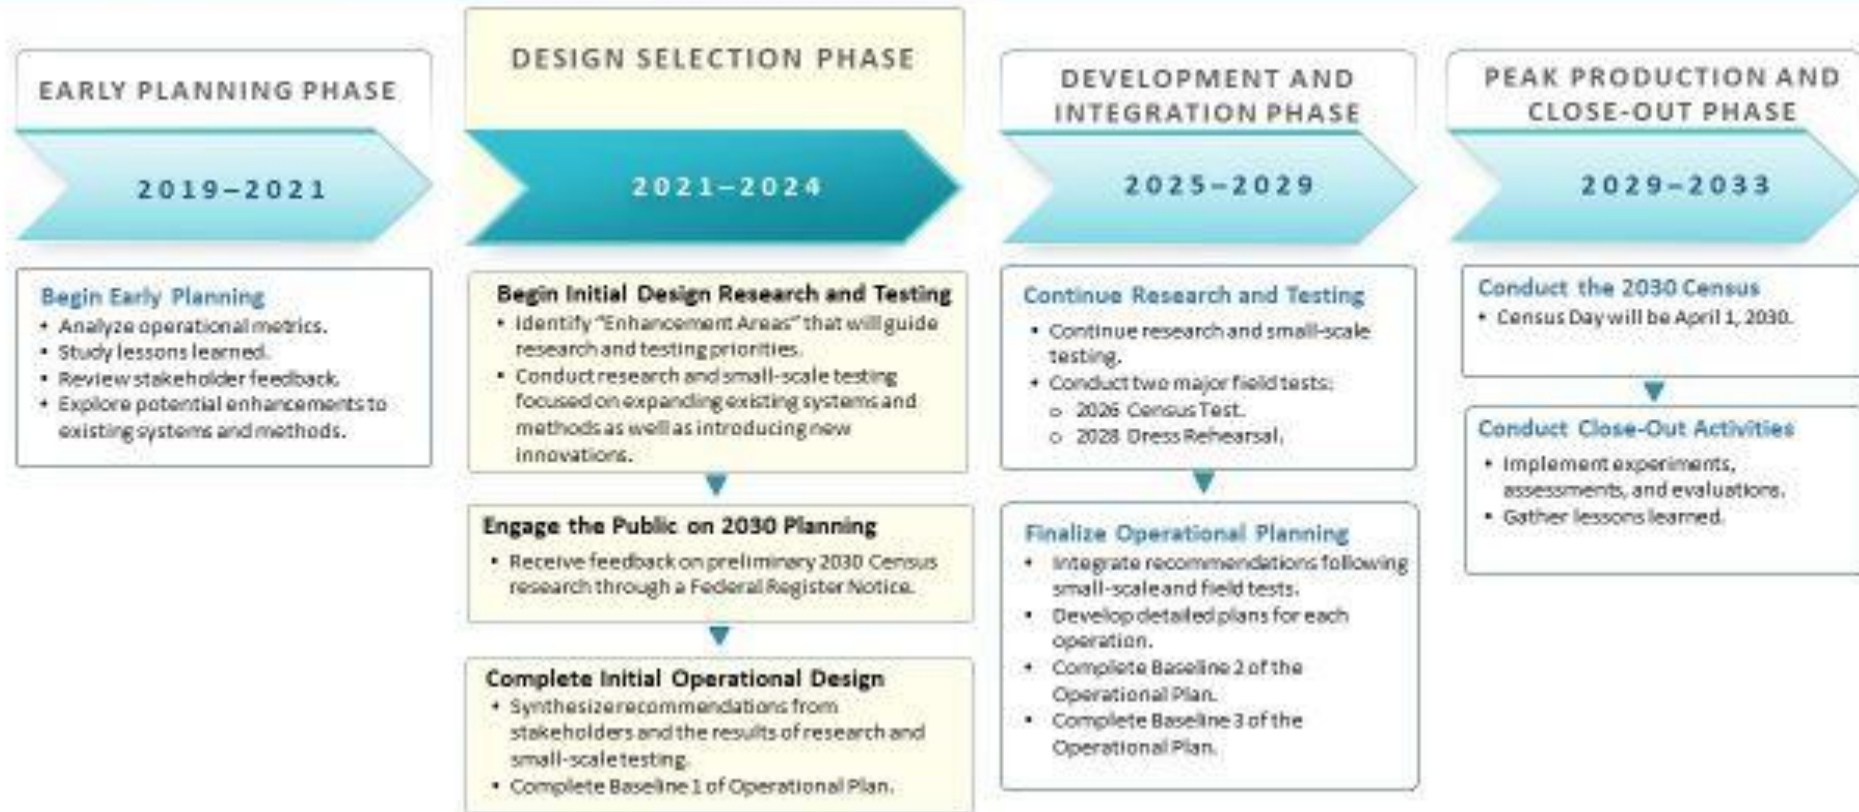 EARLY PLANNING PHASE
2019–2021
Begin Early Planning
• Analyze operational metrics.
• Study lessons learned.
• Review stakeholder feedback.
• Explore potential enhancements to
existing systems and methods.
DESIGN SELECTION PHASE
2021–2024
Begin Initial Design Research and Testing
• Identify “Enhancement Areas” that will guide
research and testing priorities.
• Conduct research and small-scale testing
focused on expanding existing systems and
methods as well as introducing new
innovations.
Engage the Public on 2030 Planning
• Receive feedback on preliminary 2030 Census
research through a Federal Register Notice.
Complete Initial Operational Design
• Synthesize recommendations from
stakeholders and the results of research and
small-scale testing.
• Complete Baseline 1 of Operational Plan.
DEVELOPMENT AND
INTEGRATION PHASE
2025–2029
Continue Research and Testing
• Continue research and small-scale
testing.
• Conduct two major field tests:
o 2026 Census Test.
o 2028 Dress Rehearsal.
Finalize Operational Planning
• Integrate recommendations following
small-scale and field tests.
• Develop detailed plans for each
operation.
• Complete Baseline 2 of the
Operational Plan.
• Complete Baseline 3 of the
Operational Plan.
PEAK PRODUCTION AND
CLOSE-OUT PHASE
2029–2033
Conduct the 2030 Census
• Census Day will be April 1, 2030.
Conduct Close-Out Activities
• Implement experiments,
assessments, and evaluations.
• Gather lessons learned.